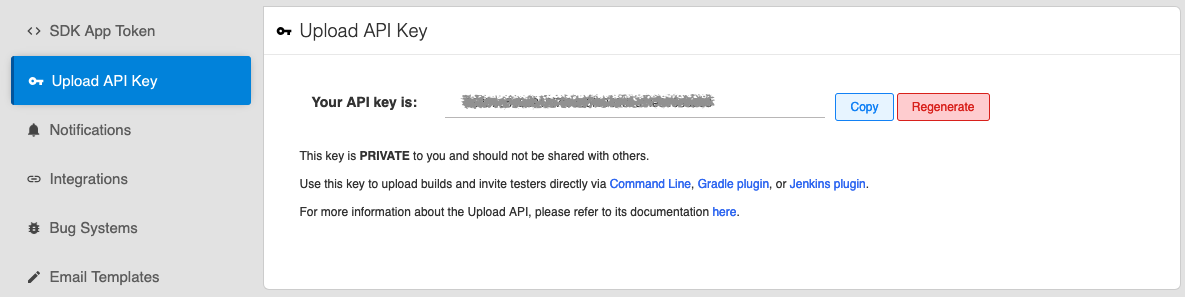 SDK App Token
Upload API Key
Notifications
Integrations
Bug Systems
Email Templates
Upload API Key
Your API key is:
Copy
Regenerate
This key is PRIVATE to you and should not be shared with others.
Use this key to upload builds and invite testers directly via Command Line, Gradle plugin, or Jenkins plugin.
For more information about the Upload API, please refer to its documentation here.